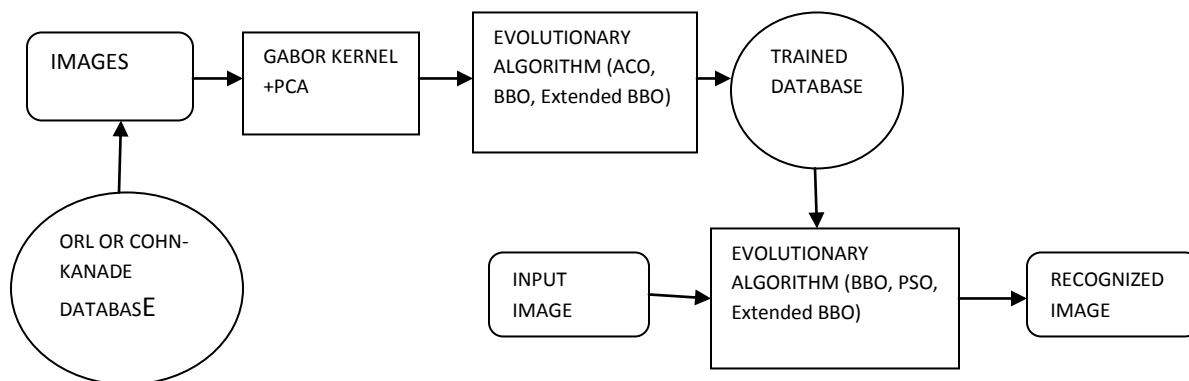 IMAGES
GABOR KERNEL
+PCA
EVOLUTIONARY
ALGORITHM (ACO,
BBO, Extended BBO)
TRAINED
DATABASE
ORL OR COHN-
KANADE
DATABASE
INPUT
IMAGE
EVOLUTIONARY
ALGORITHM (BBO, PSO,
Extended BBO)
RECOGNIZED
IMAGE